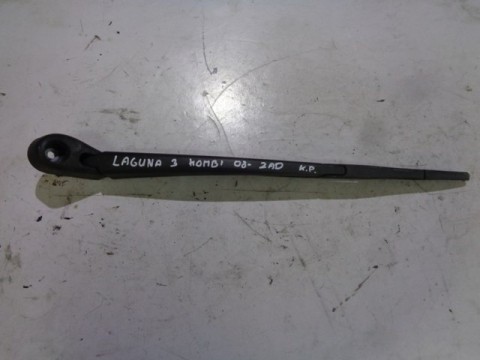 LAGUNA 3 KOMBI 08- ZAD K.P.